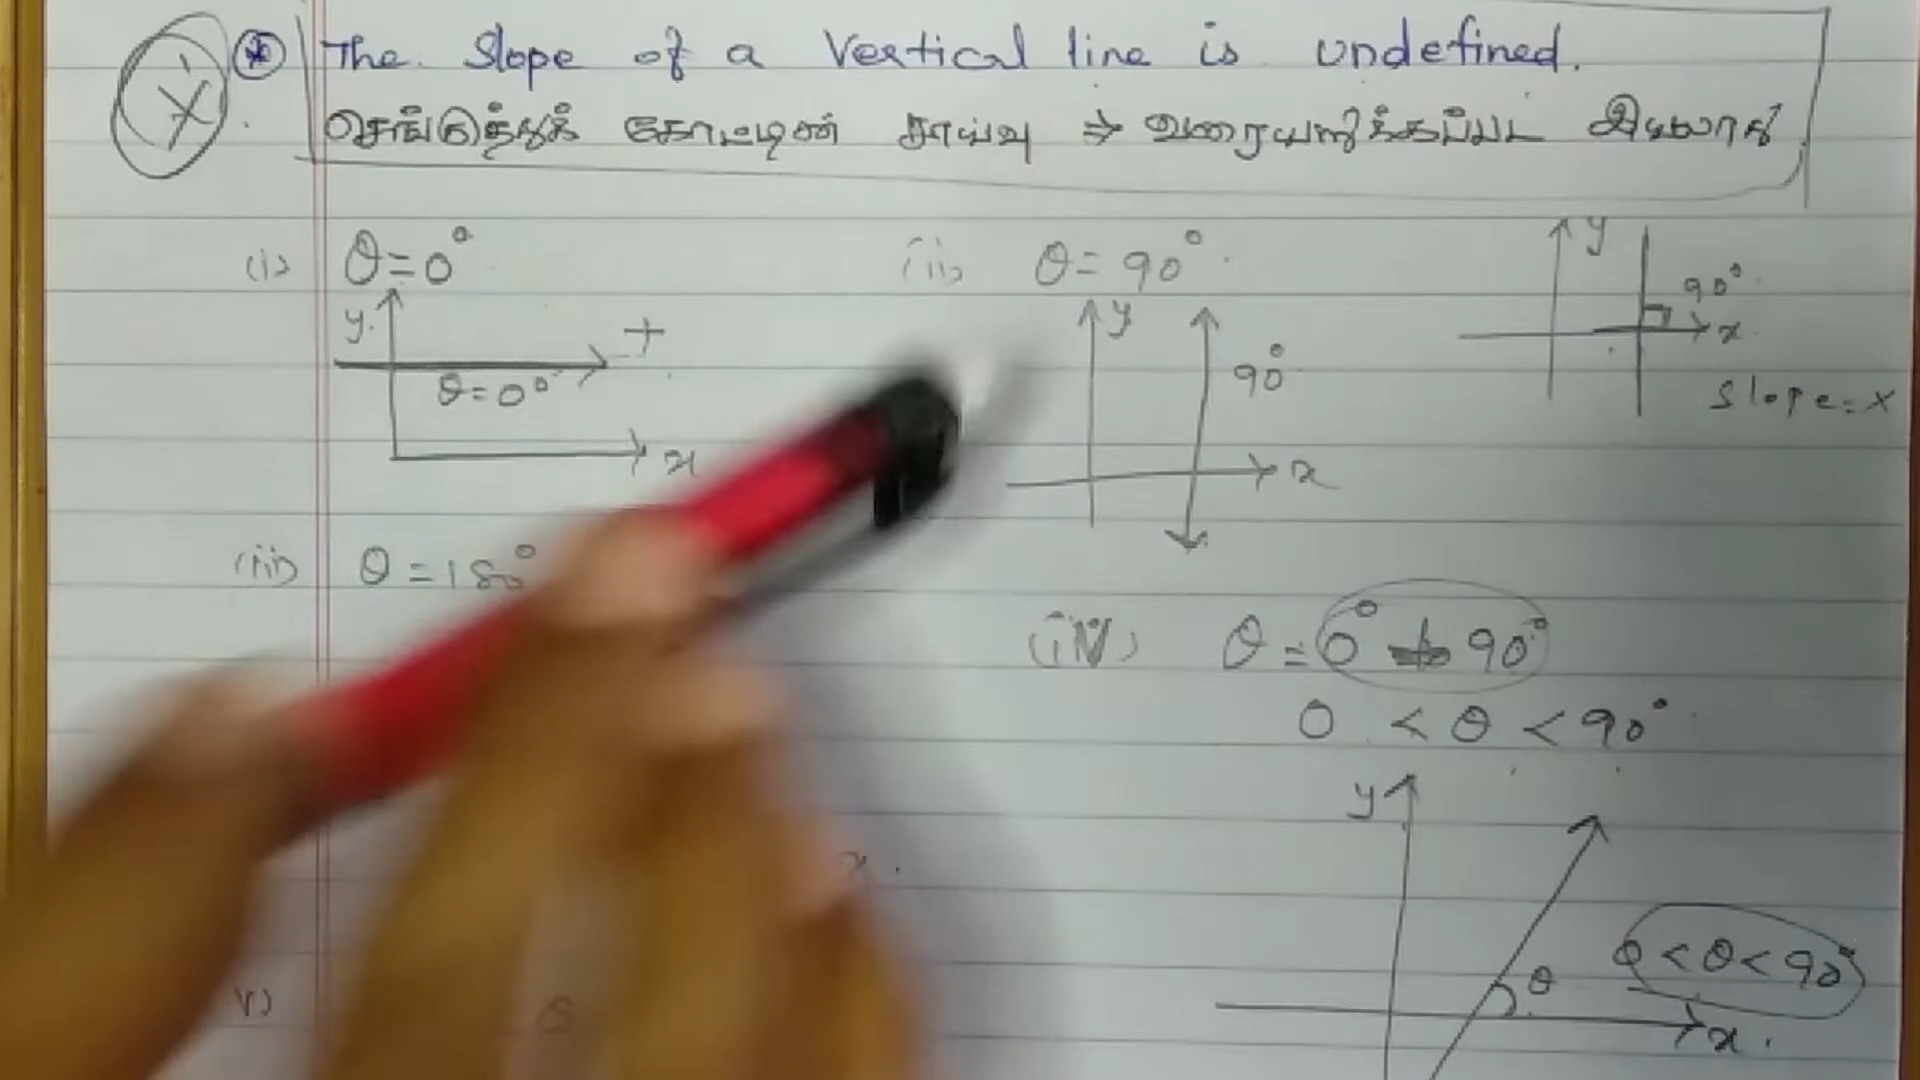 The Slope of a Vertical line is undefined.
செங்குத்துக் கோட்டின் சாய்வு ⇒ வரையறுக்கப்பட இயலாது
(i) θ = 0°
(ii) θ = 90°
y
90°
x
slope = x
y
+
θ = 0°
x
y
90°
x
(iii) θ = 180°
(iv) θ = 0° to 90°
0 < θ < 90°
x.
y
θ
0 < θ < 90°
x.
v)